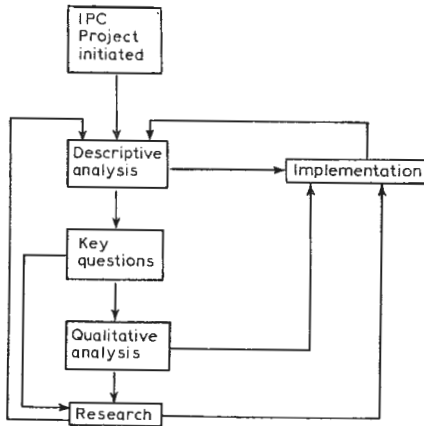 IPC
Project
initiated
Descriptive
analysis
Implementation
Key
questions
Qualitative
analysis
Research